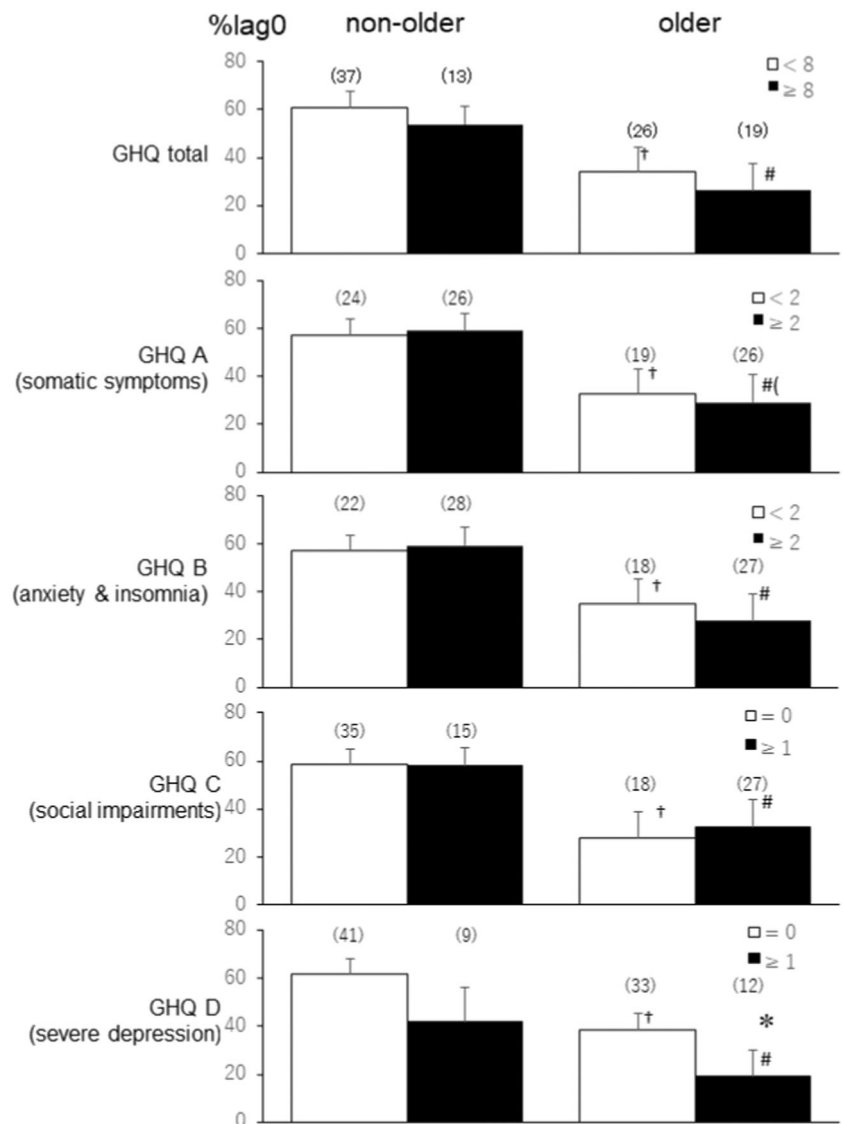 %lag0 non-older older
80
60
40
20
0
GHQ total
(37) (13) (26) (19)
† #
□ < 8
■ ≥ 8
80
60
40
20
0
GHQ A
(somatic symptoms)
(24) (26) (19) (26)
† #(
□ < 2
■ ≥ 2
80
60
40
20
0
GHQ B
(anxiety & insomnia)
(22) (28) (18) (27)
† #
□ < 2
■ ≥ 2
80
60
40
20
0
GHQ C
(social impairments)
(35) (15) (18) (27)
† #
□ = 0
■ ≥ 1
80
60
40
20
0
GHQ D
(severe depression)
(41) (9) (33) (12)
† * #
□ = 0
■ ≥ 1